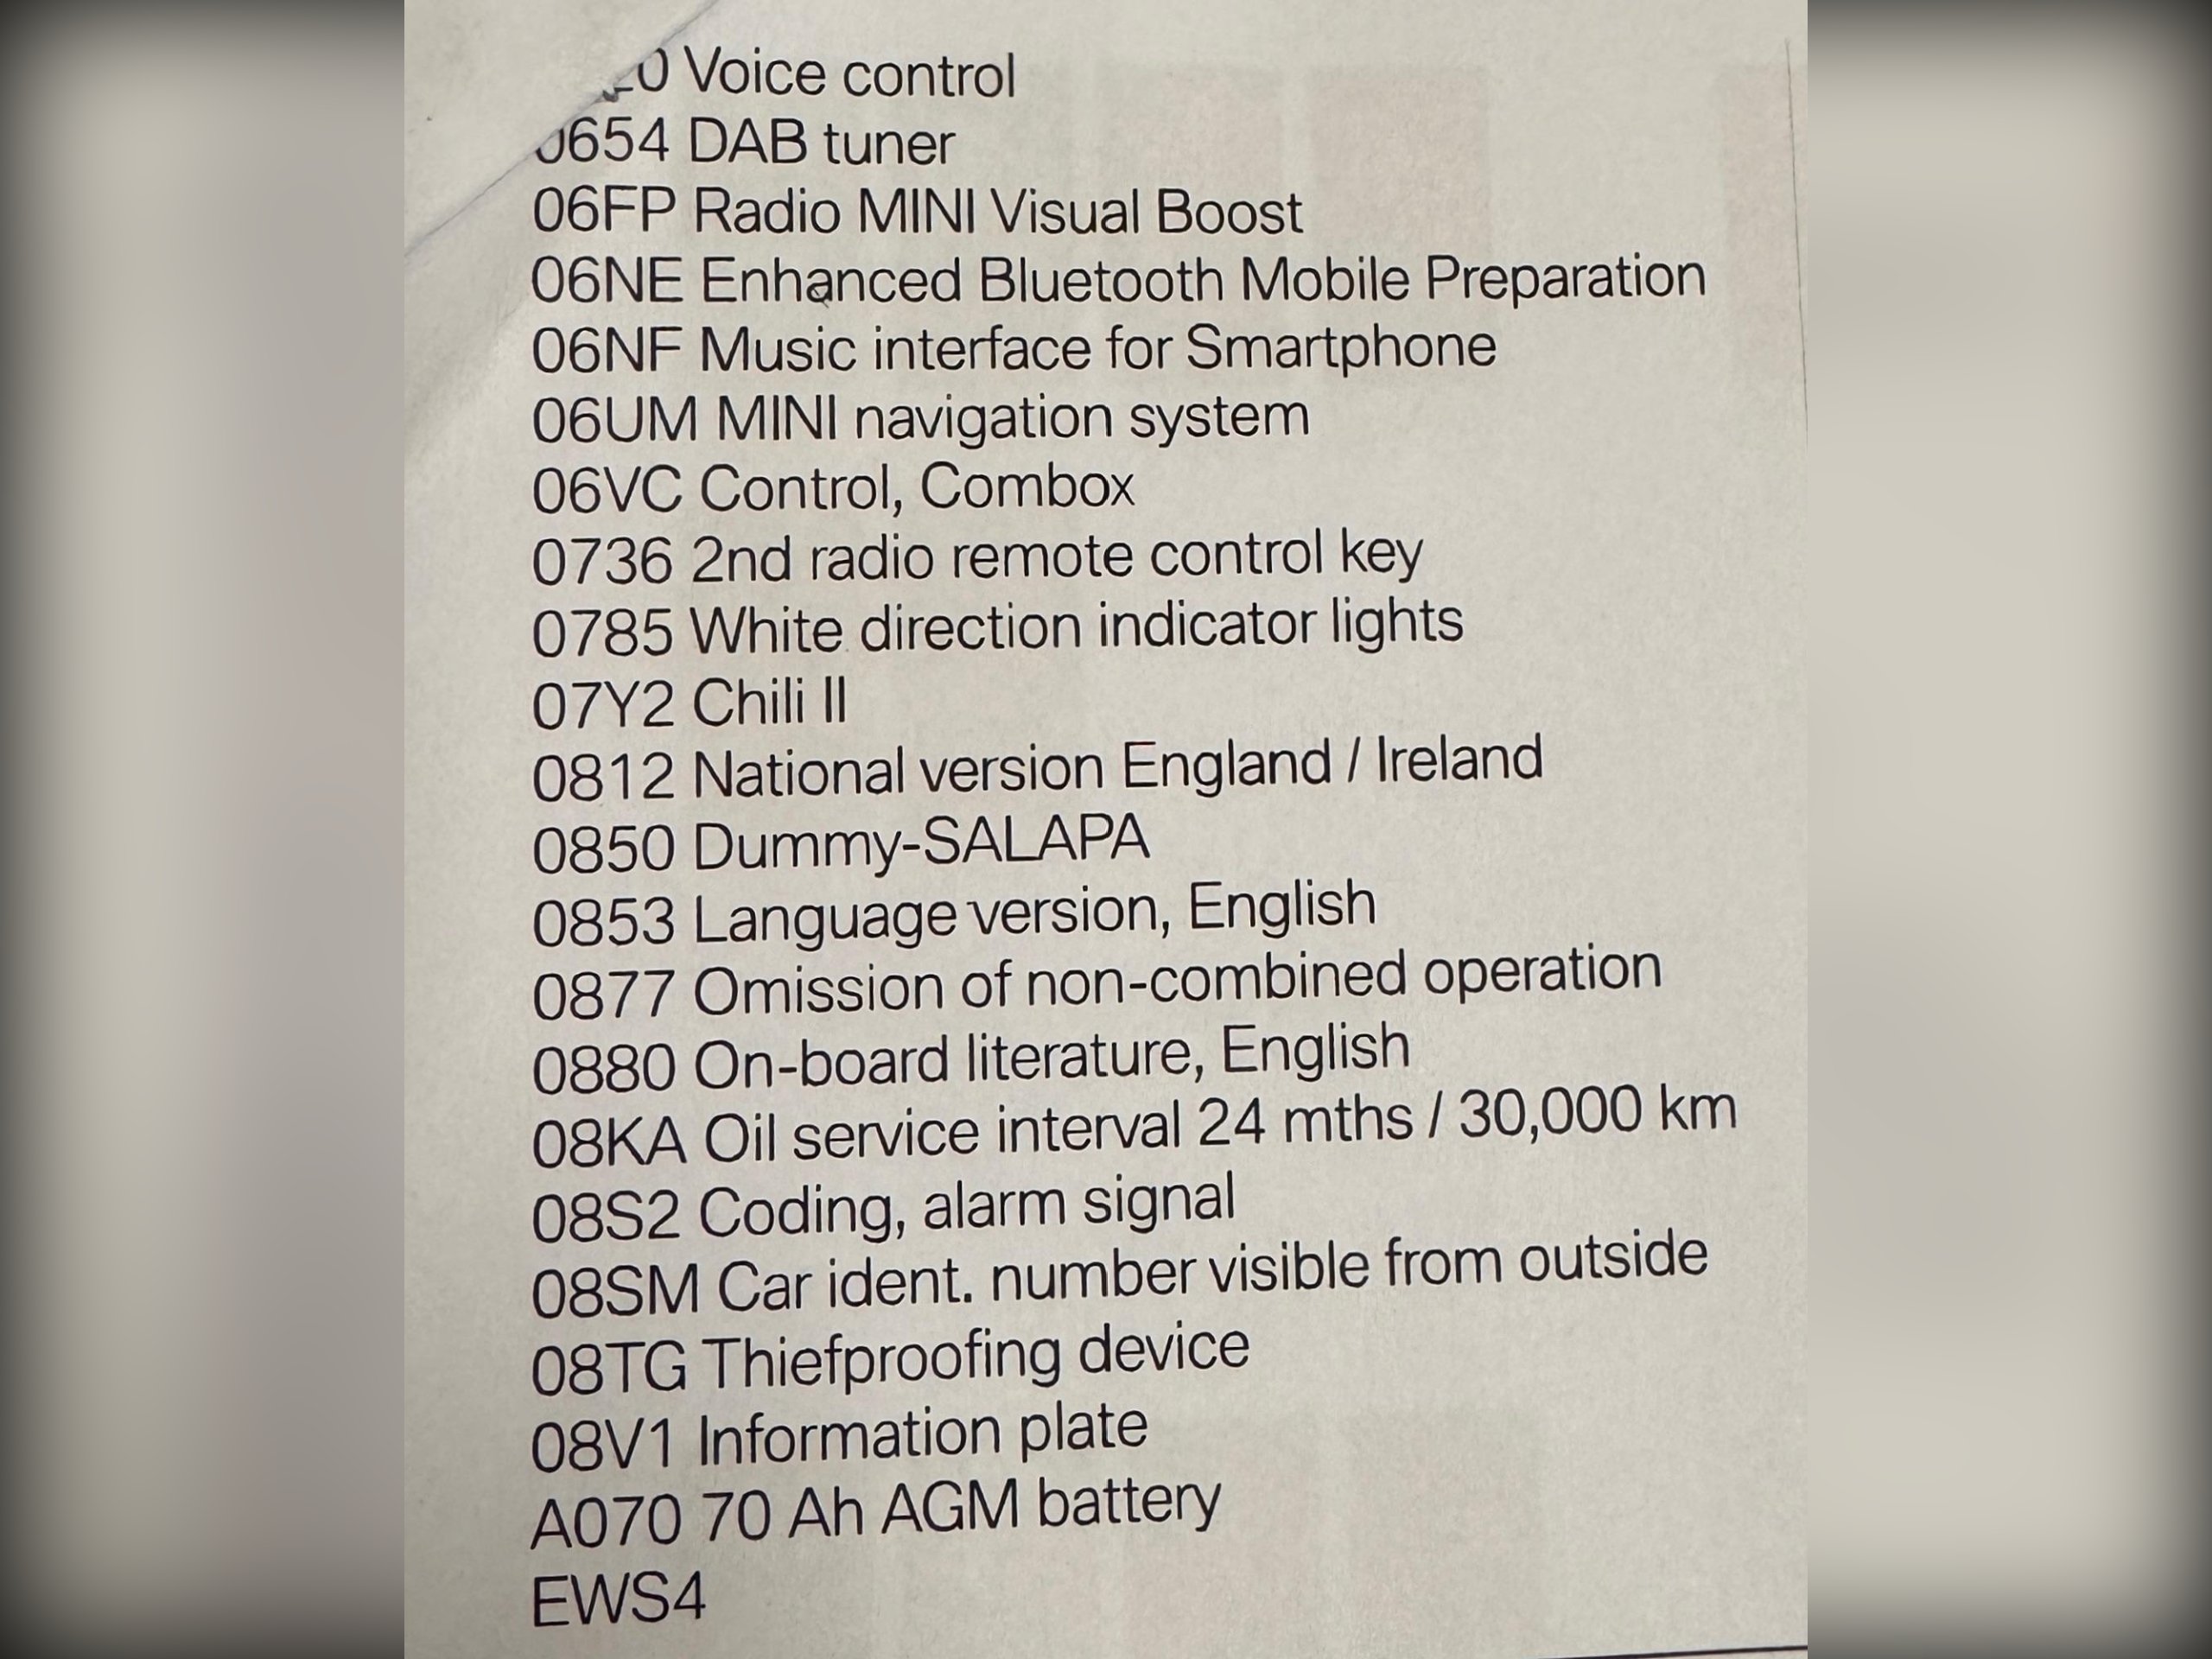 0 Voice control
0654 DAB tuner
06FP Radio MINI Visual Boost
06NE Enhanced Bluetooth Mobile Preparation
06NF Music interface for Smartphone
06UM MINI navigation system
06VC Control, Combox
0736 2nd radio remote control key
0785 White direction indicator lights
07Y2 Chili II
0812 National version England / Ireland
0850 Dummy-SALAPA
0853 Language version, English
0877 Omission of non-combined operation
0880 On-board literature, English
08KA Oil service interval 24 mths / 30,000 km
08S2 Coding, alarm signal
08SM Car ident. number visible from outside
08TG Thiefproofing device
08V1 Information plate
A070 70 Ah AGM battery
EWS4